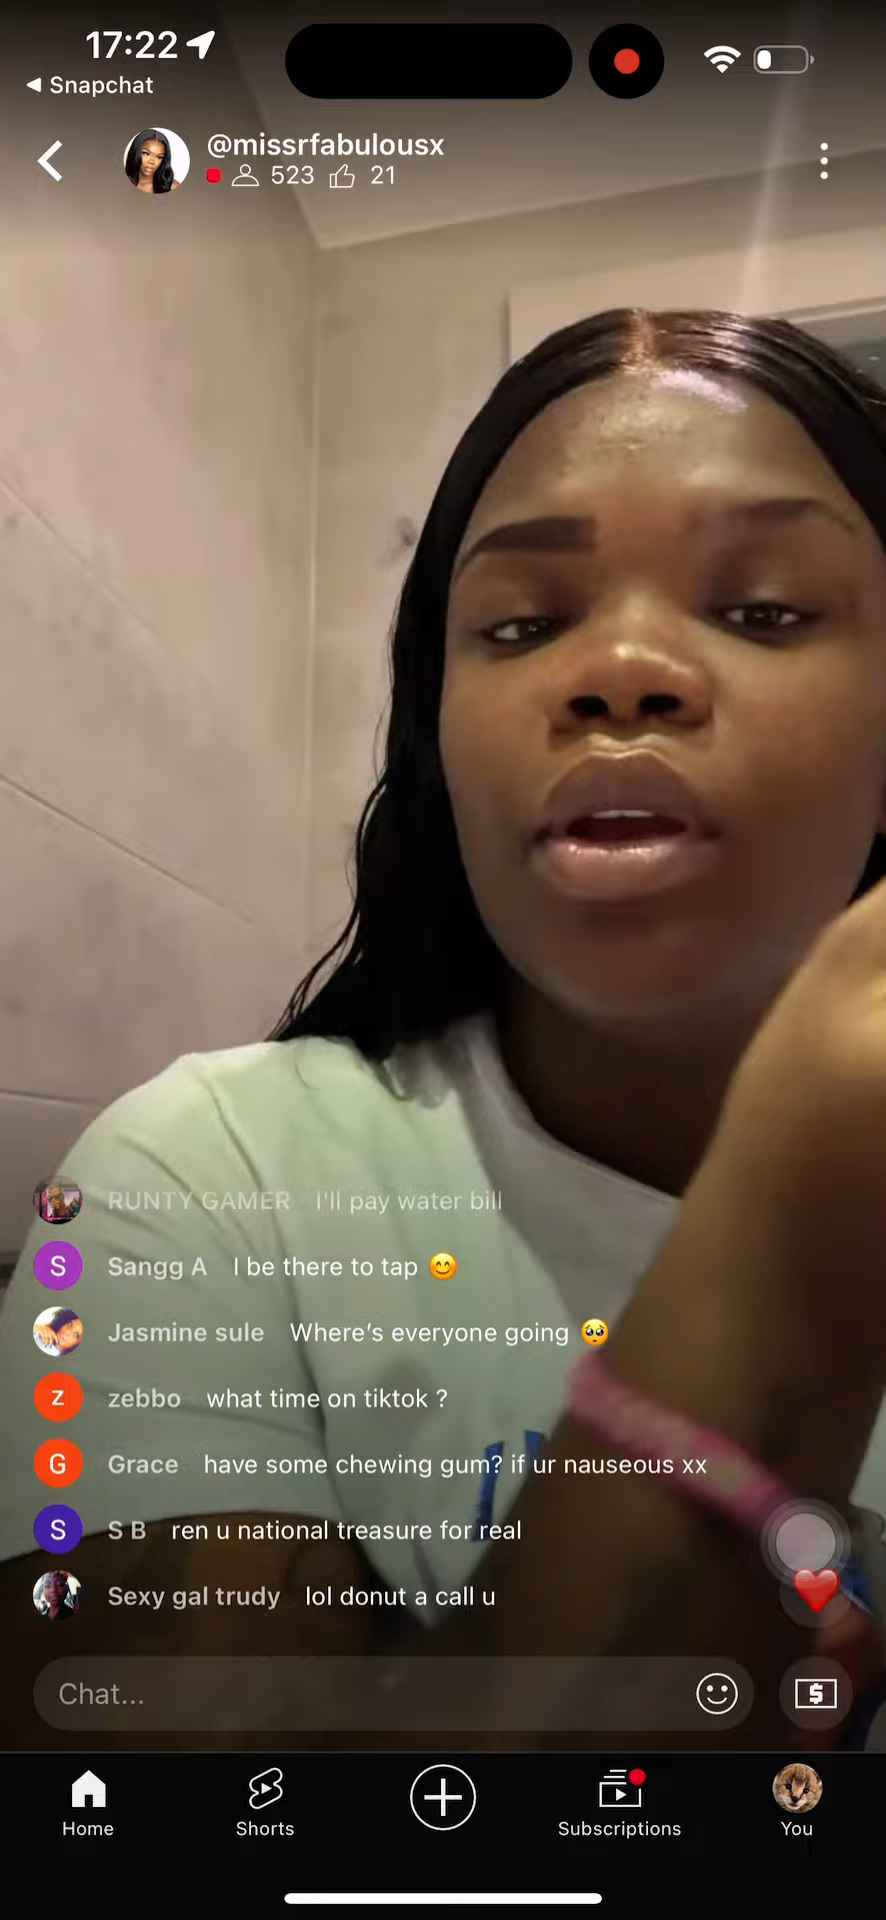 17:22
Snapchat
@missrfabulousx
523 21
RUNTY GAMER I'll pay water bill
S Sangg A I be there to tap 😊
Jasmine sule Where’s everyone going 🥺
z zebbo what time on tiktok ?
G Grace have some chewing gum? if ur nauseous xx
S S B ren u national treasure for real
Sexy gal trudy lol donut a call u
Chat...
$
Home Shorts Subscriptions You